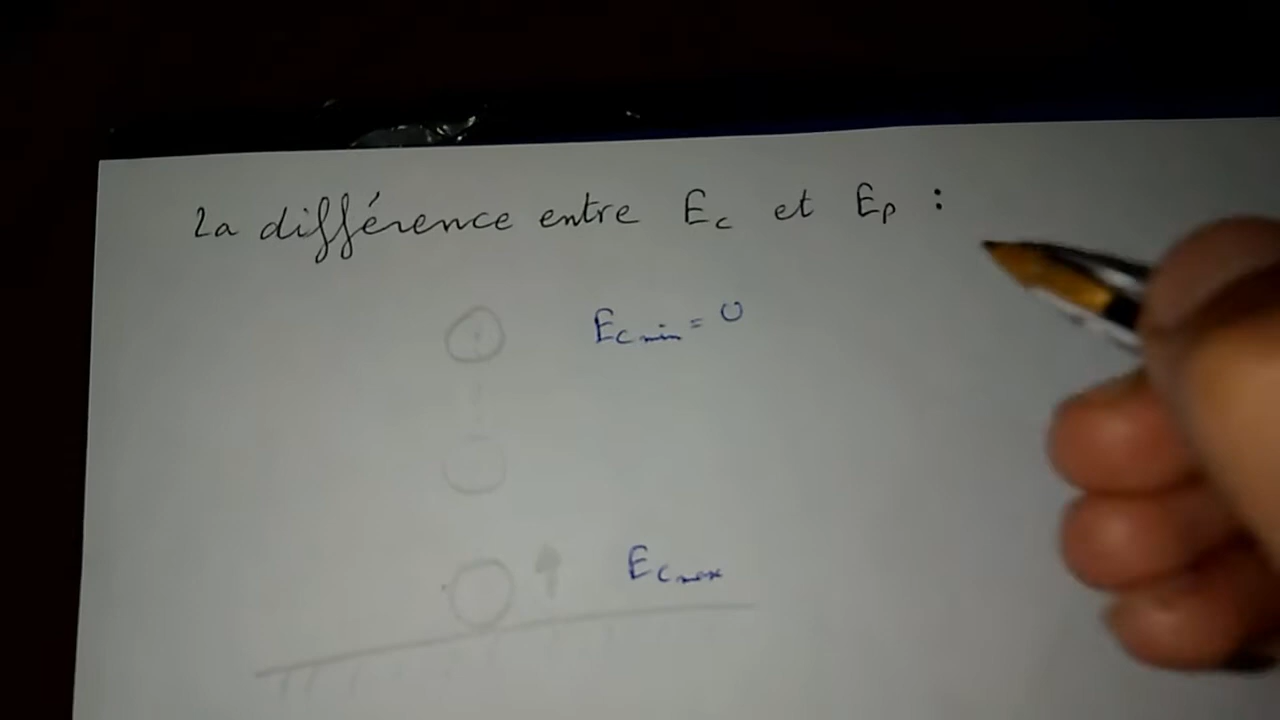 La différence entre Ec et Ep :
Ec min = 0
Ec max